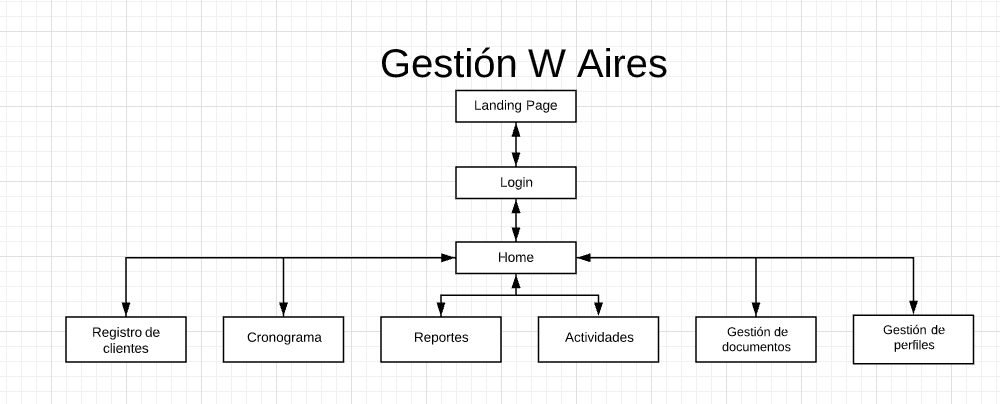 Gestión W Aires
Landing Page
Login
Home
Registro de
clientes
Cronograma
Reportes
Actividades
Gestión de
documentos
Gestión de
perfiles